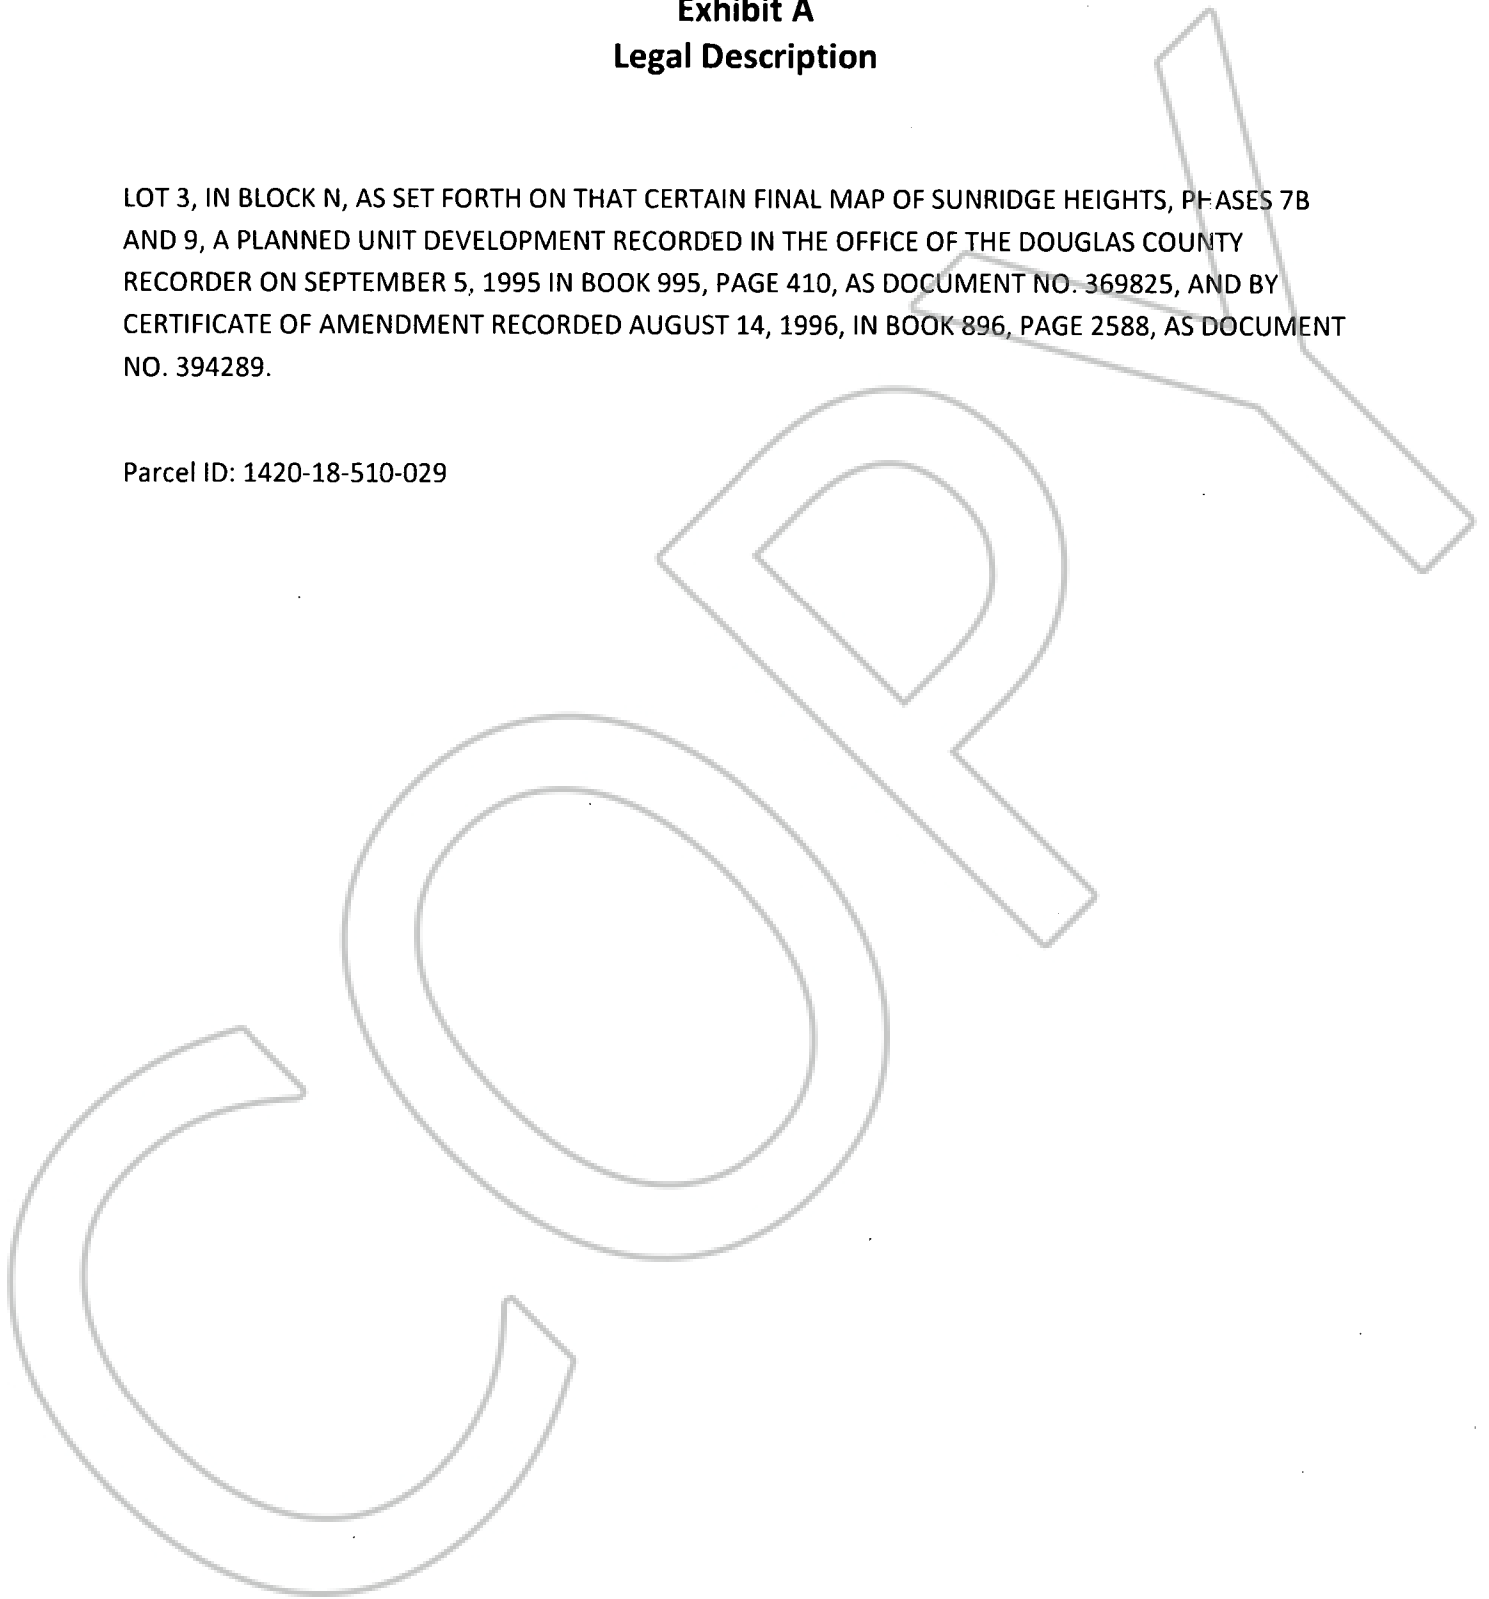 Exhibit A
Legal Description
LOT 3, IN BLOCK N, AS SET FORTH ON THAT CERTAIN FINAL MAP OF SUNRIDGE HEIGHTS, PHASES 7B
AND 9, A PLANNED UNIT DEVELOPMENT RECORDED IN THE OFFICE OF THE DOUGLAS COUNTY
RECORDER ON SEPTEMBER 5, 1995 IN BOOK 995, PAGE 410, AS DOCUMENT NO. 369825, AND BY
CERTIFICATE OF AMENDMENT RECORDED AUGUST 14, 1996, IN BOOK 896, PAGE 2588, AS DOCUMENT
NO. 394289.
Parcel ID: 1420-18-510-029
COPY